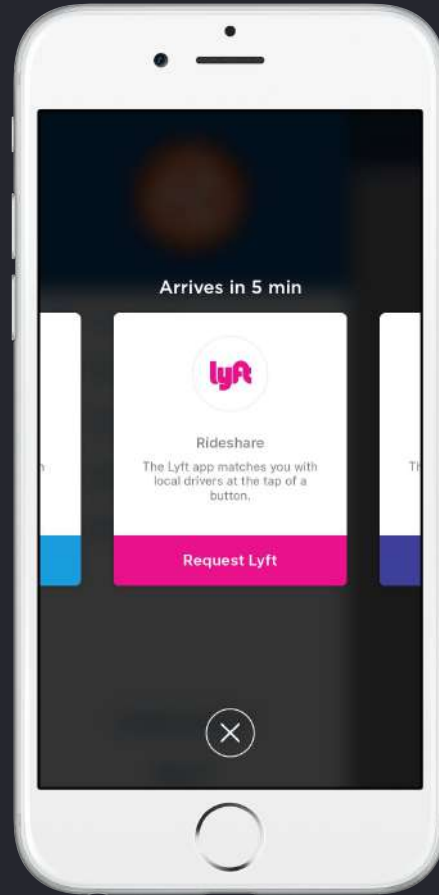 Arrives in 5 min
lyft
Rideshare
The Lyft app matches you with
local drivers at the tap of a
button.
Request Lyft